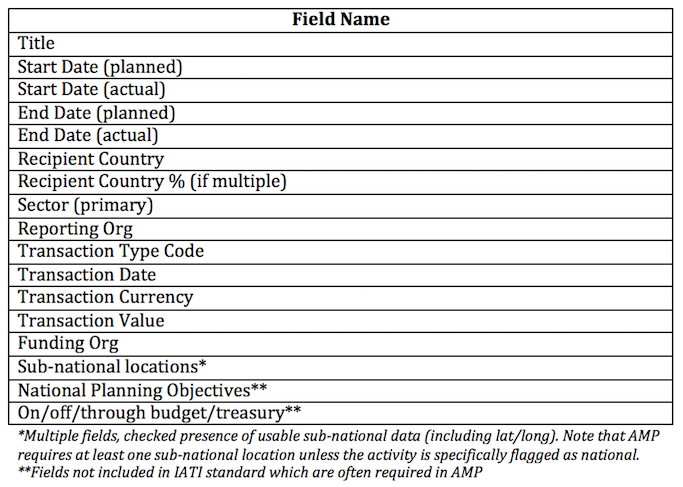 Field Name
Title
Start Date (planned)
Start Date (actual)
End Date (planned)
End Date (actual)
Recipient Country
Recipient Country % (if multiple)
Sector (primary)
Reporting Org
Transaction Type Code
Transaction Date
Transaction Currency
Transaction Value
Funding Org
Sub-national locations*
National Planning Objectives**
On/off/through budget/treasury**
*Multiple fields, checked presence of usable sub-national data (including lat/long). Note that AMP
requires at least one sub-national location unless the activity is specifically flagged as national.
**Fields not included in IATI standard which are often required in AMP